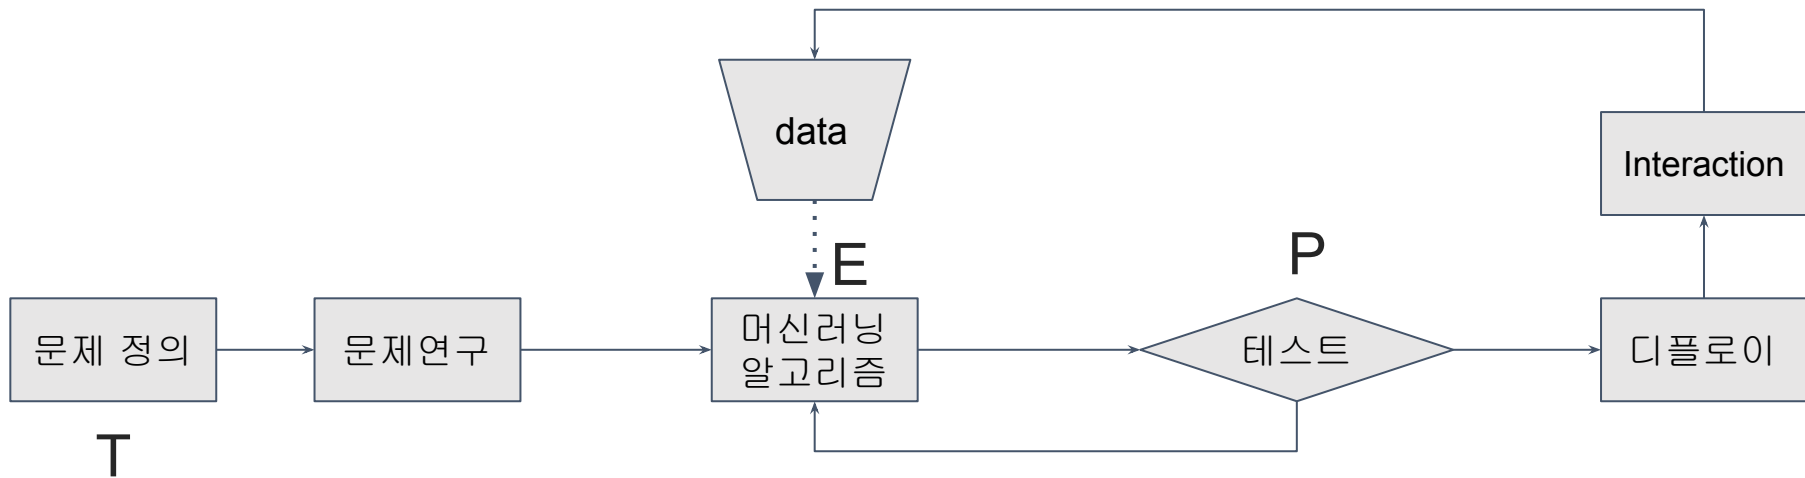 data
Interaction
E
P
문제 정의
문제연구
머신러닝
알고리즘
테스트
디플로이
T